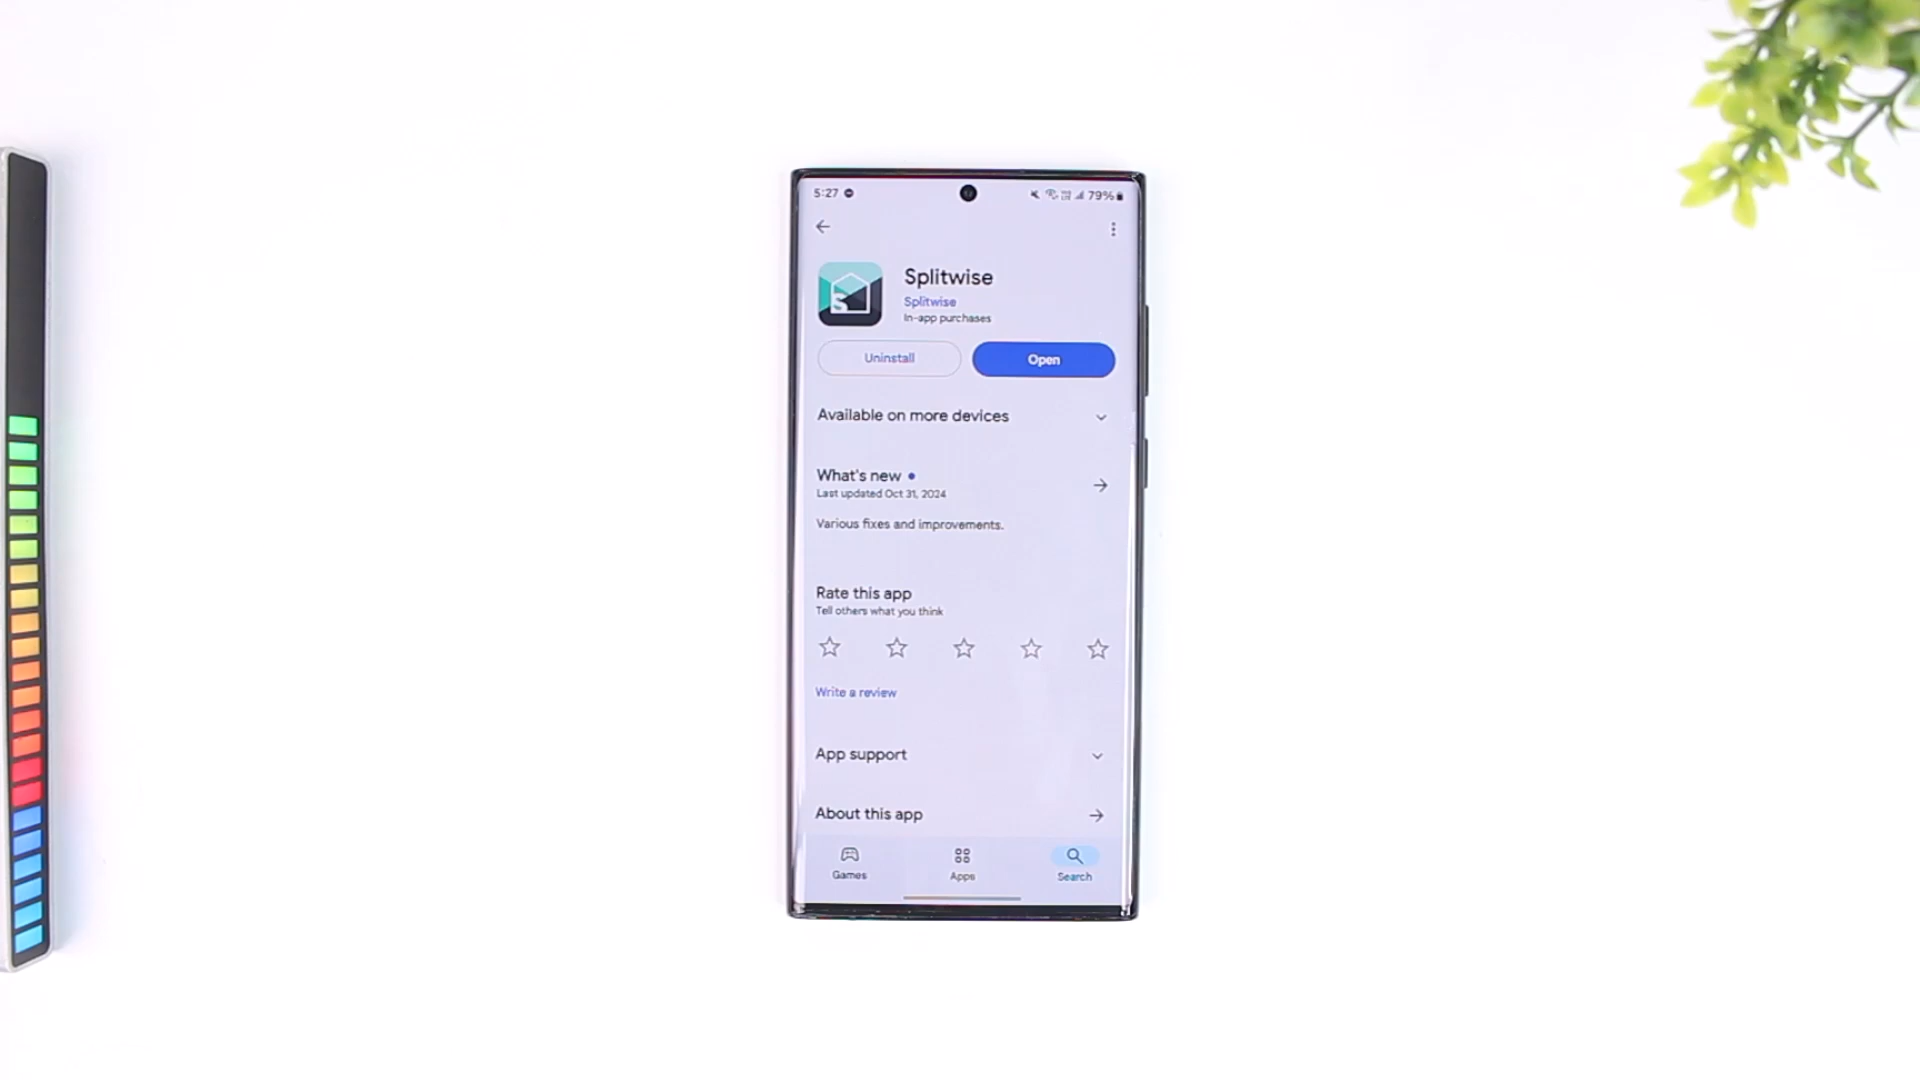 5:27
79%
Splitwise
Splitwise
In-app purchases
Uninstall
Open
Available on more devices
What's new
Last updated Oct 31, 2024
Various fixes and improvements.
Rate this app
Tell others what you think
Write a review
App support
About this app
Games
Apps
Search